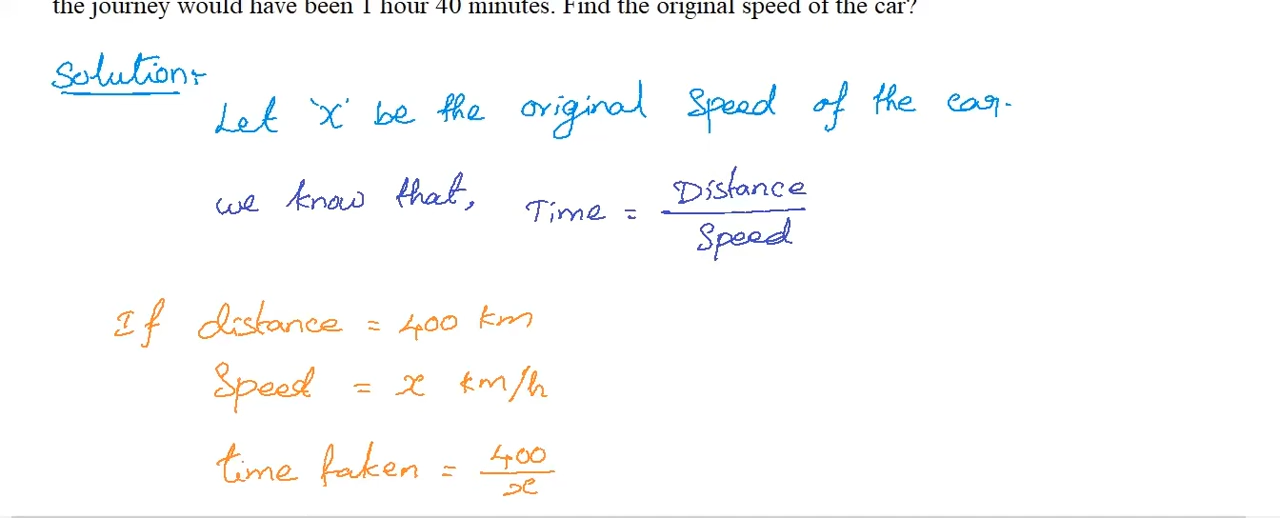 the journey would have been 1 hour 40 minutes. Find the original speed of the car?
Solution:-
Let 'x' be the original speed of the car.
we know that, Time = Distance / Speed
If distance = 400 km
Speed = x km/h
time taken = 400 / x